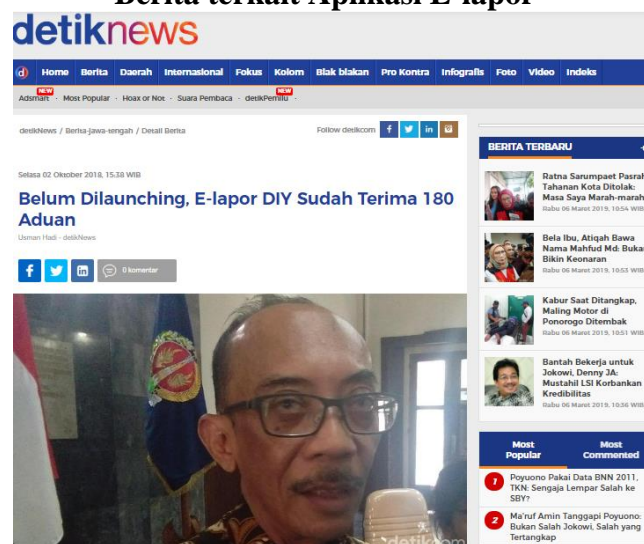 Berita terkait Aplikasi E-lapor
detiknews
d Home Berita Daerah Internasional Fokus Kolom Blak blakan Pro Kontra Infografis Foto Video Indeks
NEW NEW
Adsmart · Most Popular · Hoax or Not · Suara Pembaca · detikPemilu ·
detikNews / Berita-jawa-tengah / Detail Berita
Follow detikcom
Selasa 02 Oktober 2018, 15.38 WIB
Belum Dilaunching, E-lapor DIY Sudah Terima 180
Aduan
Usman Hadi - detikNews
0 komentar
detikcom
BERITA TERBARU
Ratna Sarumpaet Pasrah
Tahanan Kota Ditolak:
Masa Saya Marah-marah
Rabu 06 Maret 2019, 10:54 WIB
Bela Ibu, Atiqah Bawa
Nama Mahfud Md: Bukan
Bikin Keonaran
Rabu 06 Maret 2019, 10:53 WIB
Kabur Saat Ditangkap,
Maling Motor di
Ponorogo Ditembak
Rabu 06 Maret 2019, 10:51 WIB
Bantah Bekerja untuk
Jokowi, Denny JA:
Mustahil LSI Korbankan
Kredibilitas
Rabu 06 Maret 2019, 10:36 WIB
Most Popular
Most Commented
1 Poyuono Pakai Data BNN 2011,
TKN: Sengaja Lempar Salah ke
SBY?
2 Ma'ruf Amin Tanggapi Poyuono:
Bukan Salah Jokowi, Salah yang
Tertangkap